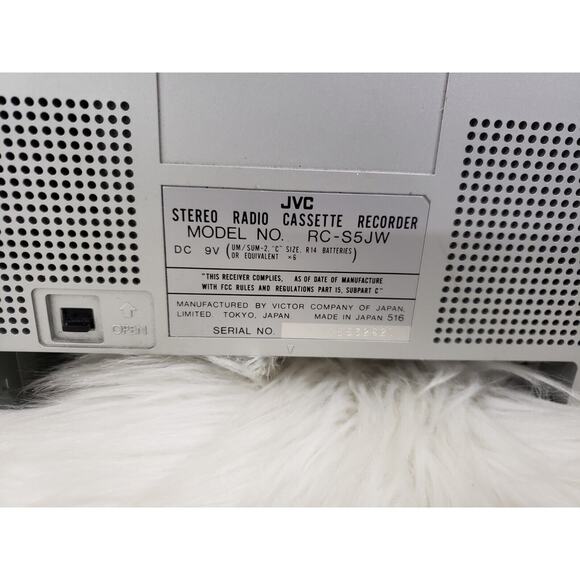 JVC
STEREO RADIO CASSETTE RECORDER
MODEL NO. RC-S5JW
DC 9V (UM/SUM-2, "C" SIZE, R14 BATTERIES) OR EQUIVALENT ×6
"THIS RECEIVER COMPLIES, AS OF DATE OF MANUFACTURE
WITH FCC RULES AND REGULATIONS PART 15, SUBPART C"
MANUFACTURED BY VICTOR COMPANY OF JAPAN,
LIMITED. TOKYO, JAPAN MADE IN JAPAN 516
SERIAL NO.
OPEN